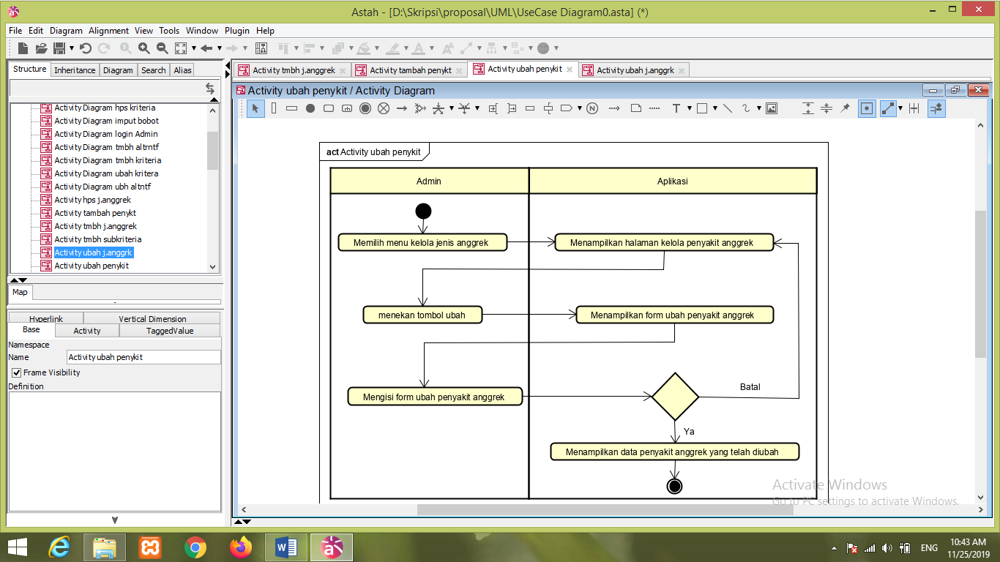 Astah - [D:\Skripsi\proposal\UML\UseCase Diagram0.asta] (*)
File Edit Diagram Alignment View Tools Window Plugin Help
Structure Inheritance Diagram Search Alias
Activity Diagram hps kriteria
Activity Diagram imput bobot
Activity Diagram login Admin
Activity Diagram tmbh altrntf
Activity Diagram tmbh kriteria
Activity Diagram ubah kritera
Activity Diagram ubh altntf
Activity hps j.anggrek
Activity tambah penykt
Activity tmbh j.anggrek
Activity tmbh subkriteria
Activity ubah j.anggrk
Activity ubah penykit
Map
Hyperlink Vertical Dimension
Base Activity TaggedValue
Namespace
Name Activity ubah penykit
Frame Visibility
Definition
Activity tmbh j.anggrek Activity tambah penykt Activity ubah penykit Activity ubah j.anggrk
Activity ubah penykit / Activity Diagram
N T
act Activity ubah penykit
Admin Aplikasi
Memilih menu kelola jenis anggrek Menampilkan halaman kelola penyakit anggrek
menekan tombol ubah Menampilkan form ubah penyakit anggrek
Batal
Mengisi form ubah penyakit anggrek
Ya
Menampilkan data penyakit anggrek yang telah diubah
Activate Windows
Go to PC settings to activate Windows.
ENG 10:43 AM
11/25/2019